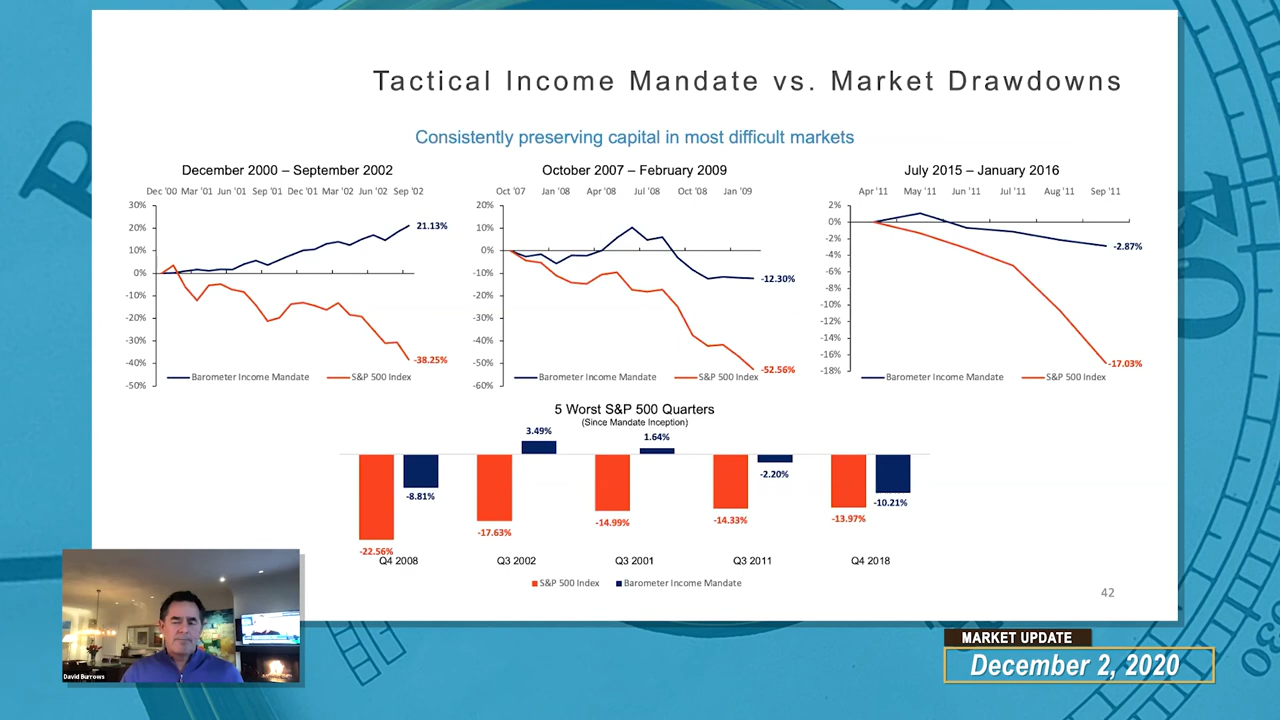 Tactical Income Mandate vs. Market Drawdowns
Consistently preserving capital in most difficult markets
December 2000 – September 2002
Dec '00 Mar '01 Jun '01 Sep '01 Dec '01 Mar '02 Jun '02 Sep '02
30%
20%
10%
0%
-10%
-20%
-30%
-40%
-50%
21.13%
-38.25%
Barometer Income Mandate S&P 500 Index
October 2007 – February 2009
Oct '07 Jan '08 Apr '08 Jul '08 Oct '08 Jan '09
20%
10%
0%
-10%
20%
-30%
-40%
-50%
-60%
-12.30%
-52.56%
Barometer Income Mandate S&P 500 Index
July 2015 – January 2016
Apr '11 May '11 Jun '11 Jul '11 Aug '11 Sep '11
2%
0%
-2%
-4%
-6%
-8%
-10%
-12%
-14%
-16%
-18%
-2.87%
-17.03%
Barometer Income Mandate S&P 500 Index
5 Worst S&P 500 Quarters
(Since Mandate Inception)
3.49%
1.64%
-2.20%
-8.81%
-10.21%
-22.56%
-17.63%
-14.99%
-14.33%
-13.97%
Q4 2008 Q3 2002 Q3 2001 Q3 2011 Q4 2018
S&P 500 Index Barometer Income Mandate
42
David Burrows
MARKET UPDATE
December 2, 2020